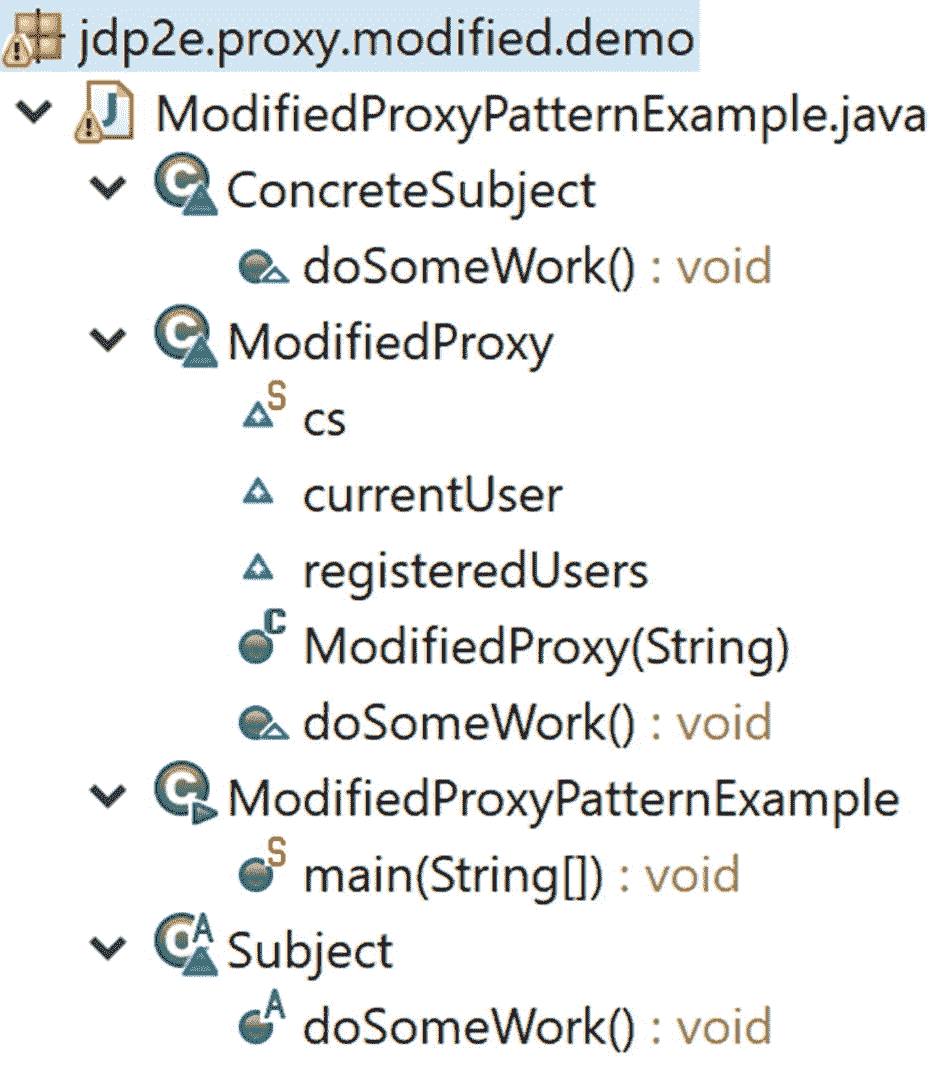 jdp2e.proxy.modified.demo
ModifiedProxyPatternExample.java
ConcreteSubject
doSomeWork() : void
ModifiedProxy
S cs
currentUser
registeredUsers
C ModifiedProxy(String)
doSomeWork() : void
ModifiedProxyPatternExample
S main(String[]) : void
A Subject
A doSomeWork() : void